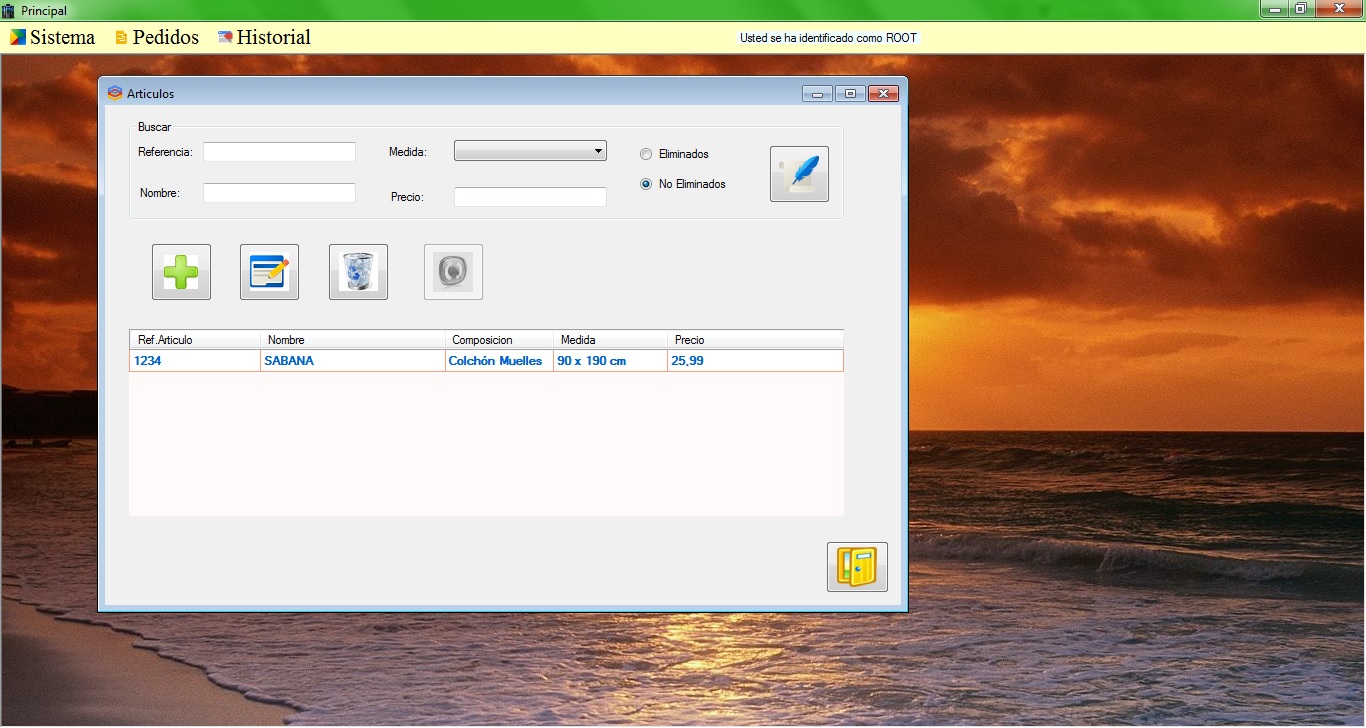 Principal
Sistema Pedidos Historial Usted se ha identificado como ROOT
Articulos
Buscar
Referencia: Medida: Eliminados
No Eliminados
Nombre: Precio:
Ref.Articulo Nombre Composicion Medida Precio
1234 SABANA Colchón Muelles 90 x 190 cm 25,99